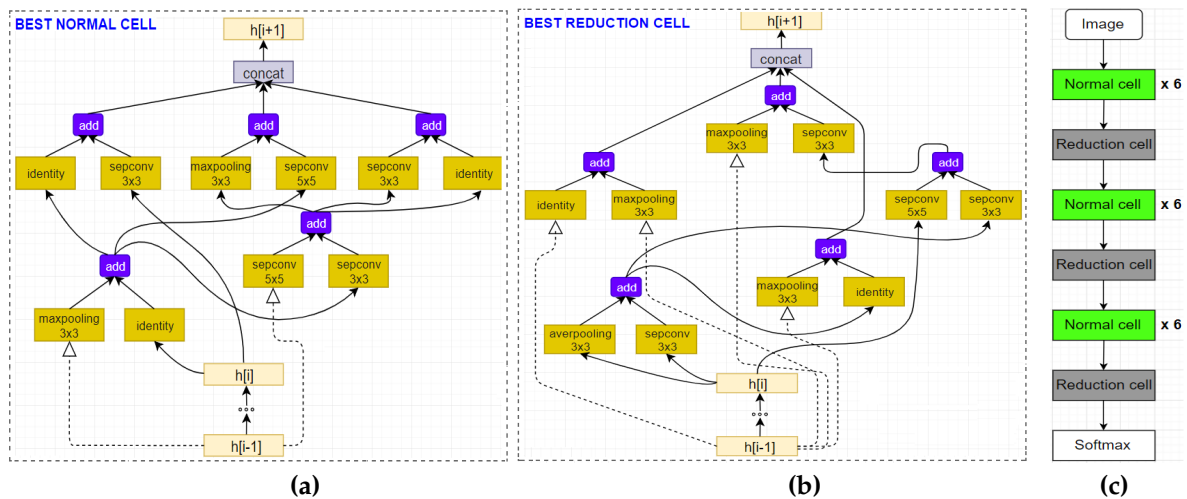 BEST NORMAL CELL
h[i+1]
concat
add
add
add
identity
sepconv
3x3
maxpooling
3x3
sepconv
5x5
sepconv
3x3
identity
add
add
sepconv
5x5
sepconv
3x3
maxpooling
3x3
identity
h[i]
h[i-1]
(a)
BEST REDUCTION CELL
h[i+1]
concat
add
maxpooling
3x3
sepconv
3x3
add
add
identity
maxpooling
3x3
sepconv
5x5
sepconv
3x3
add
add
maxpooling
3x3
identity
averpooling
3x3
sepconv
3x3
h[i]
h[i-1]
(b)
Image
Normal cell x 6
Reduction cell
Normal cell x 6
Reduction cell
Normal cell x 6
Reduction cell
Softmax
(c)